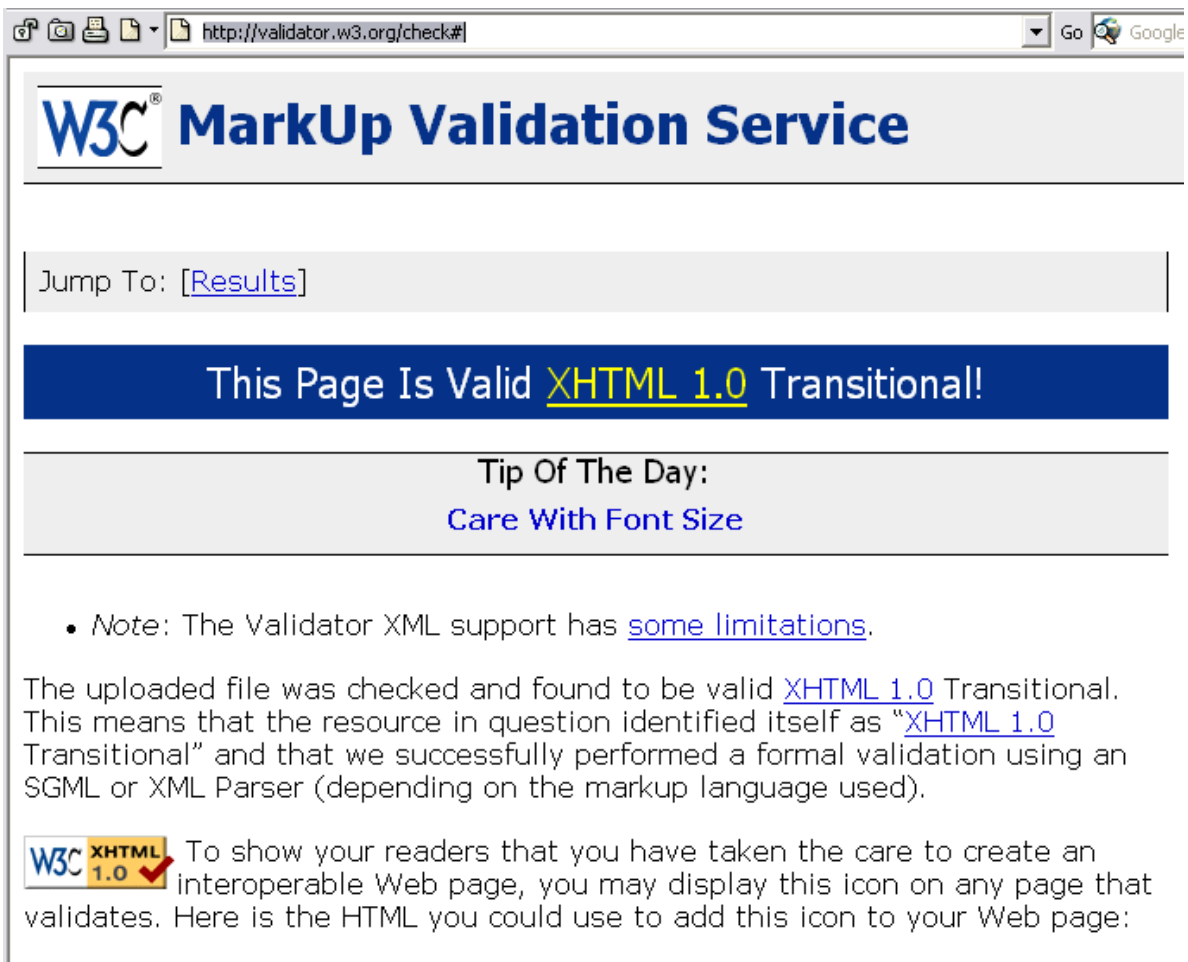 http://validator.w3.org/check#
Go
Google
W3C®
MarkUp Validation Service
Jump To: [Results]
This Page Is Valid XHTML 1.0 Transitional!
Tip Of The Day:
Care With Font Size
• Note: The Validator XML support has some limitations.
The uploaded file was checked and found to be valid XHTML 1.0 Transitional.
This means that the resource in question identified itself as “XHTML 1.0
Transitional” and that we successfully performed a formal validation using an
SGML or XML Parser (depending on the markup language used).
W3C XHTML 1.0
To show your readers that you have taken the care to create an
interoperable Web page, you may display this icon on any page that
validates. Here is the HTML you could use to add this icon to your Web page: